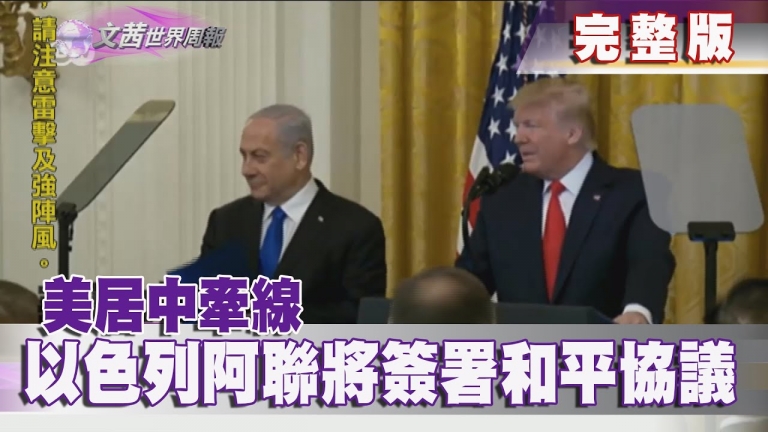 文茜世界周報
完整版
，請注意雷擊及強陣風。
美居中牽線
以色列阿聯將簽署和平協議